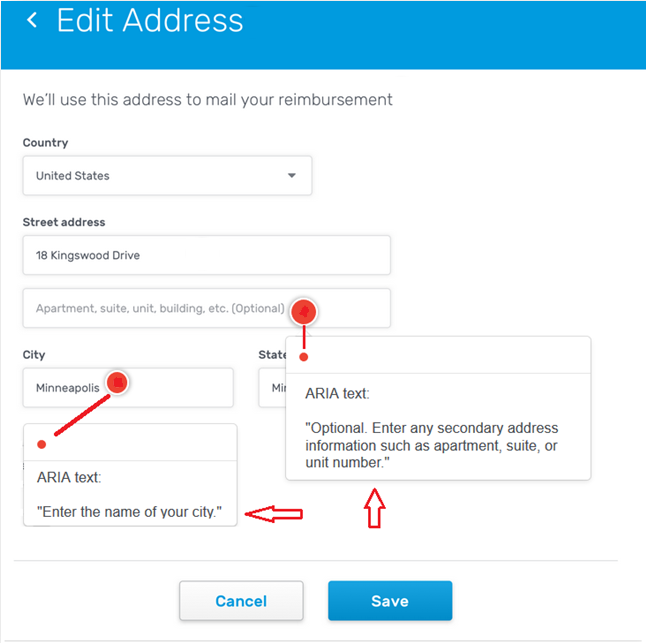 Edit Address
We'll use this address to mail your reimbursement
Country
United States
Street address
18 Kingswood Drive
Apartment, suite, unit, building, etc. (Optional)
City
State
Minneapolis
ARIA text:
"Optional. Enter any secondary address
information such as apartment, suite, or
unit number."
ARIA text:
"Enter the name of your city."
Cancel
Save